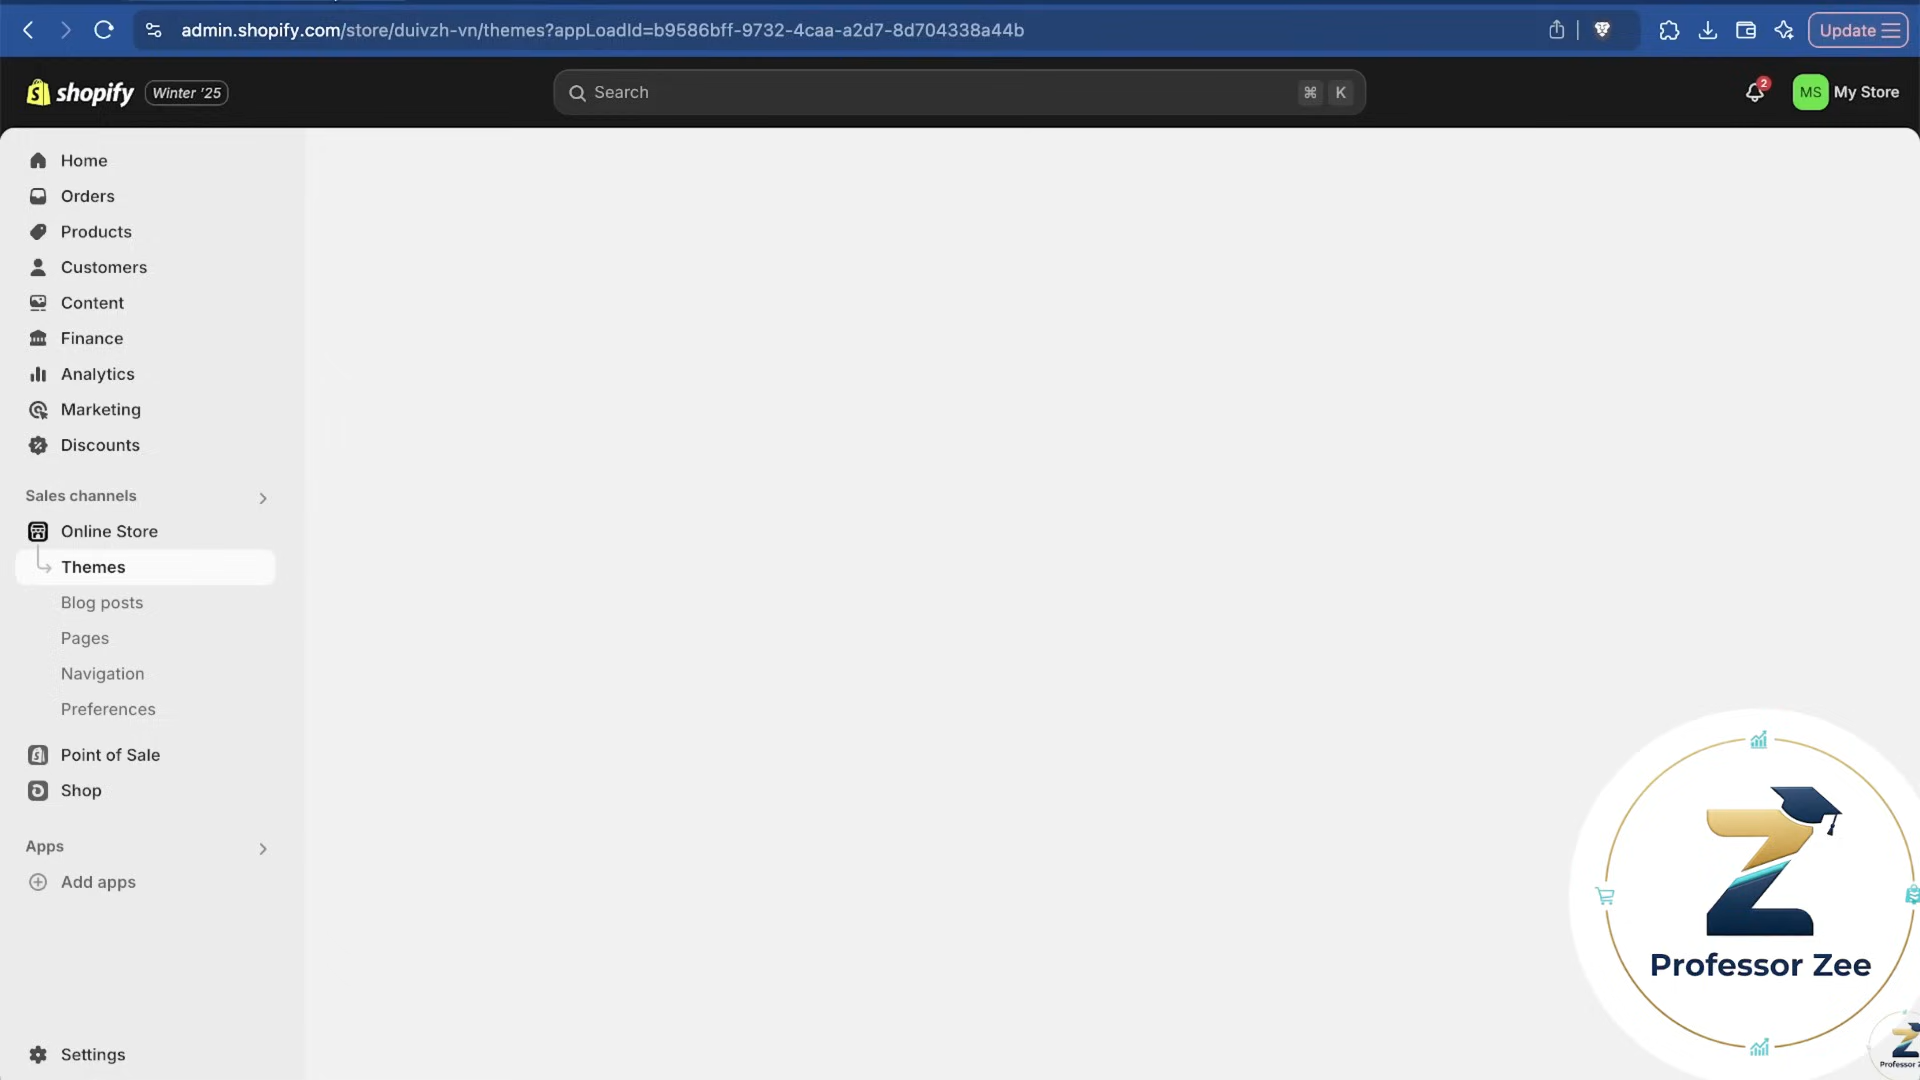 admin.shopify.com/store/duivzh-vn/themes?appLoadId=b9586bff-9732-4caa-a2d7-8d704338a44b
Update
shopify
Winter '25
Search
⌘ K
2
MS
My Store
Home
Orders
Products
Customers
Content
Finance
Analytics
Marketing
Discounts
Sales channels
Online Store
Themes
Blog posts
Pages
Navigation
Preferences
Point of Sale
Shop
Apps
Add apps
Settings
Professor Zee
Professor